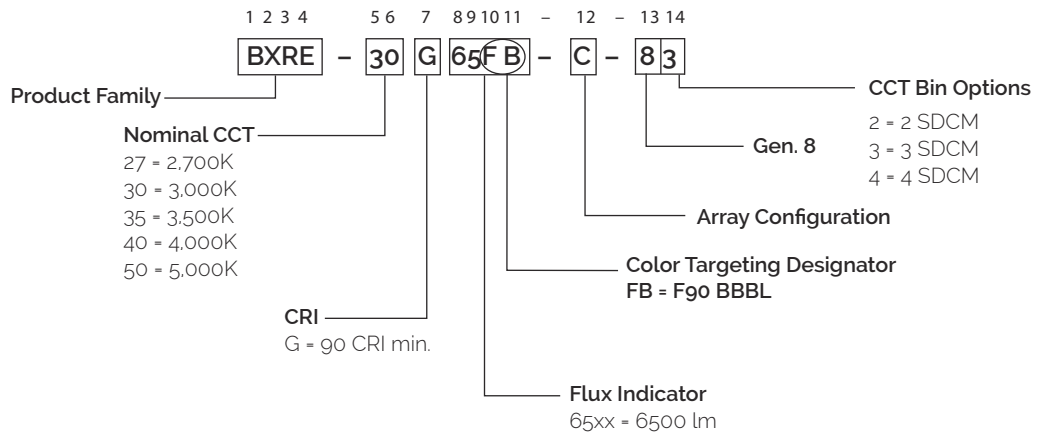 1 2 3 4 5 6 7 8 9 10 11 – 12 – 13 14
BXRE – 30 G 65F B – C – 8 3
Product Family
CCT Bin Options
2 = 2 SDCM
3 = 3 SDCM
4 = 4 SDCM
Nominal CCT
27 = 2,700K
30 = 3,000K
35 = 3,500K
40 = 4,000K
50 = 5,000K
Gen. 8
Array Configuration
Color Targeting Designator
FB = F90 BBBL
CRI
G = 90 CRI min.
Flux Indicator
65xx = 6500 lm